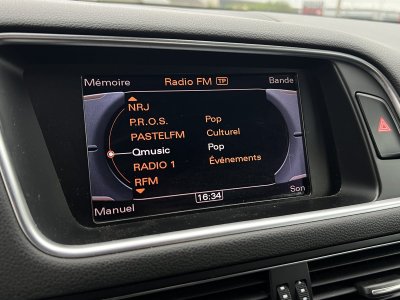 Mémoire Radio FM TP Bande
NRJ
P.R.O.S. Pop
PASTELFM Culturel
Qmusic Pop
RADIO 1 Événements
RFM
Manuel 16:34 Son